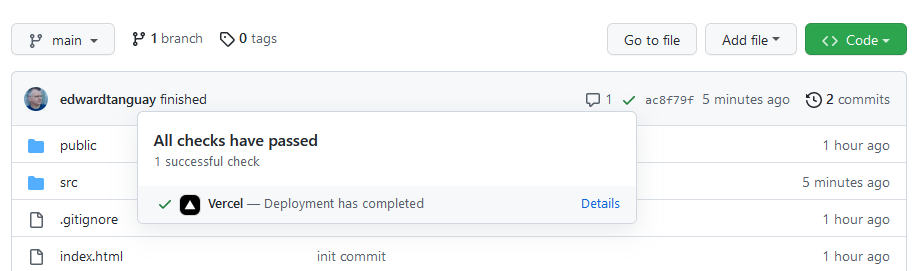 main 1 branch 0 tags Go to file Add file Code
edwardtanguay finished 1 ac8f79f 5 minutes ago 2 commits
All checks have passed
1 successful check
Vercel — Deployment has completed Details
public 1 hour ago
src 5 minutes ago
.gitignore 1 hour ago
index.html init commit 1 hour ago